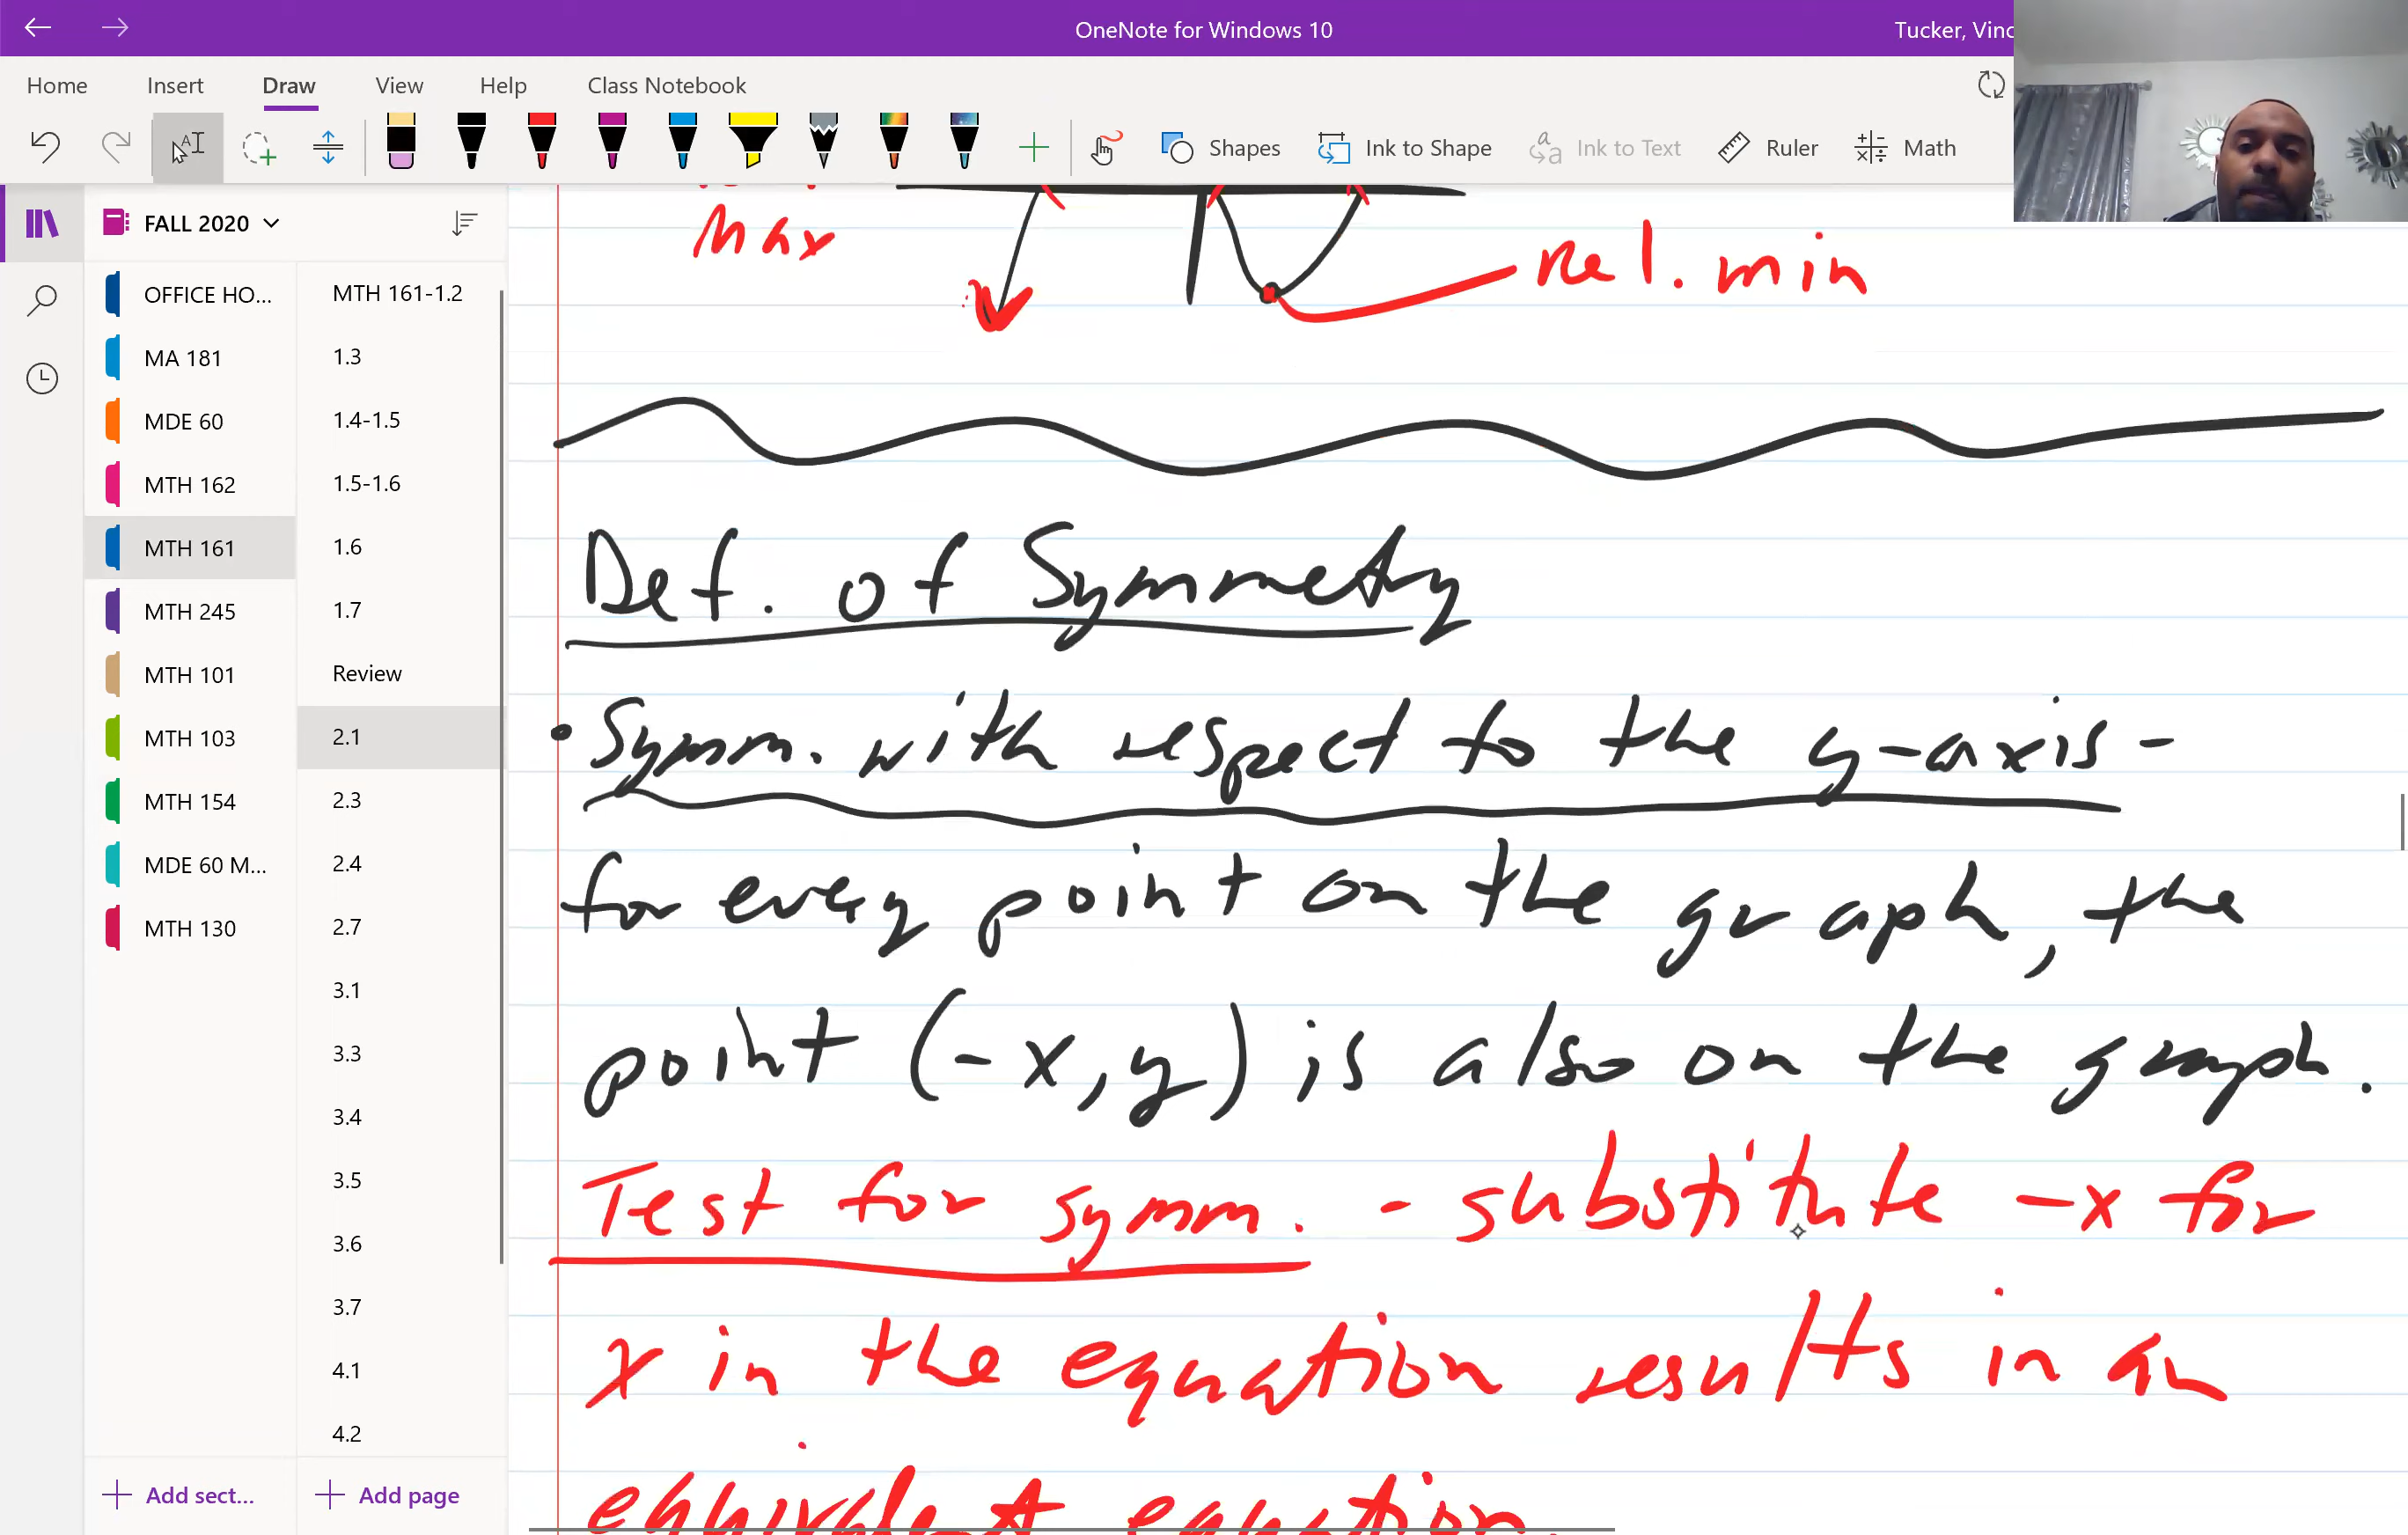 OneNote for Windows 10
Tucker, Vinc
Home Insert Draw View Help Class Notebook
Shapes Ink to Shape Ink to Text Ruler Math
FALL 2020
OFFICE HO...
MA 181
MDE 60
MTH 162
MTH 161
MTH 245
MTH 101
MTH 103
MTH 154
MDE 60 M...
MTH 130
Add sect...
MTH 161-1.2
1.3
1.4-1.5
1.5-1.6
1.6
1.7
Review
2.1
2.3
2.4
2.7
3.1
3.3
3.4
3.5
3.6
3.7
4.1
4.2
Add page
Max
Rel. min
Def. of Symmetry
• Symm. with respect to the y-axis -
for every point on the graph, the
point (-x, y) is also on the graph.
Test for symm. - substitute -x for
x in the equation results in an
equivalent equation.